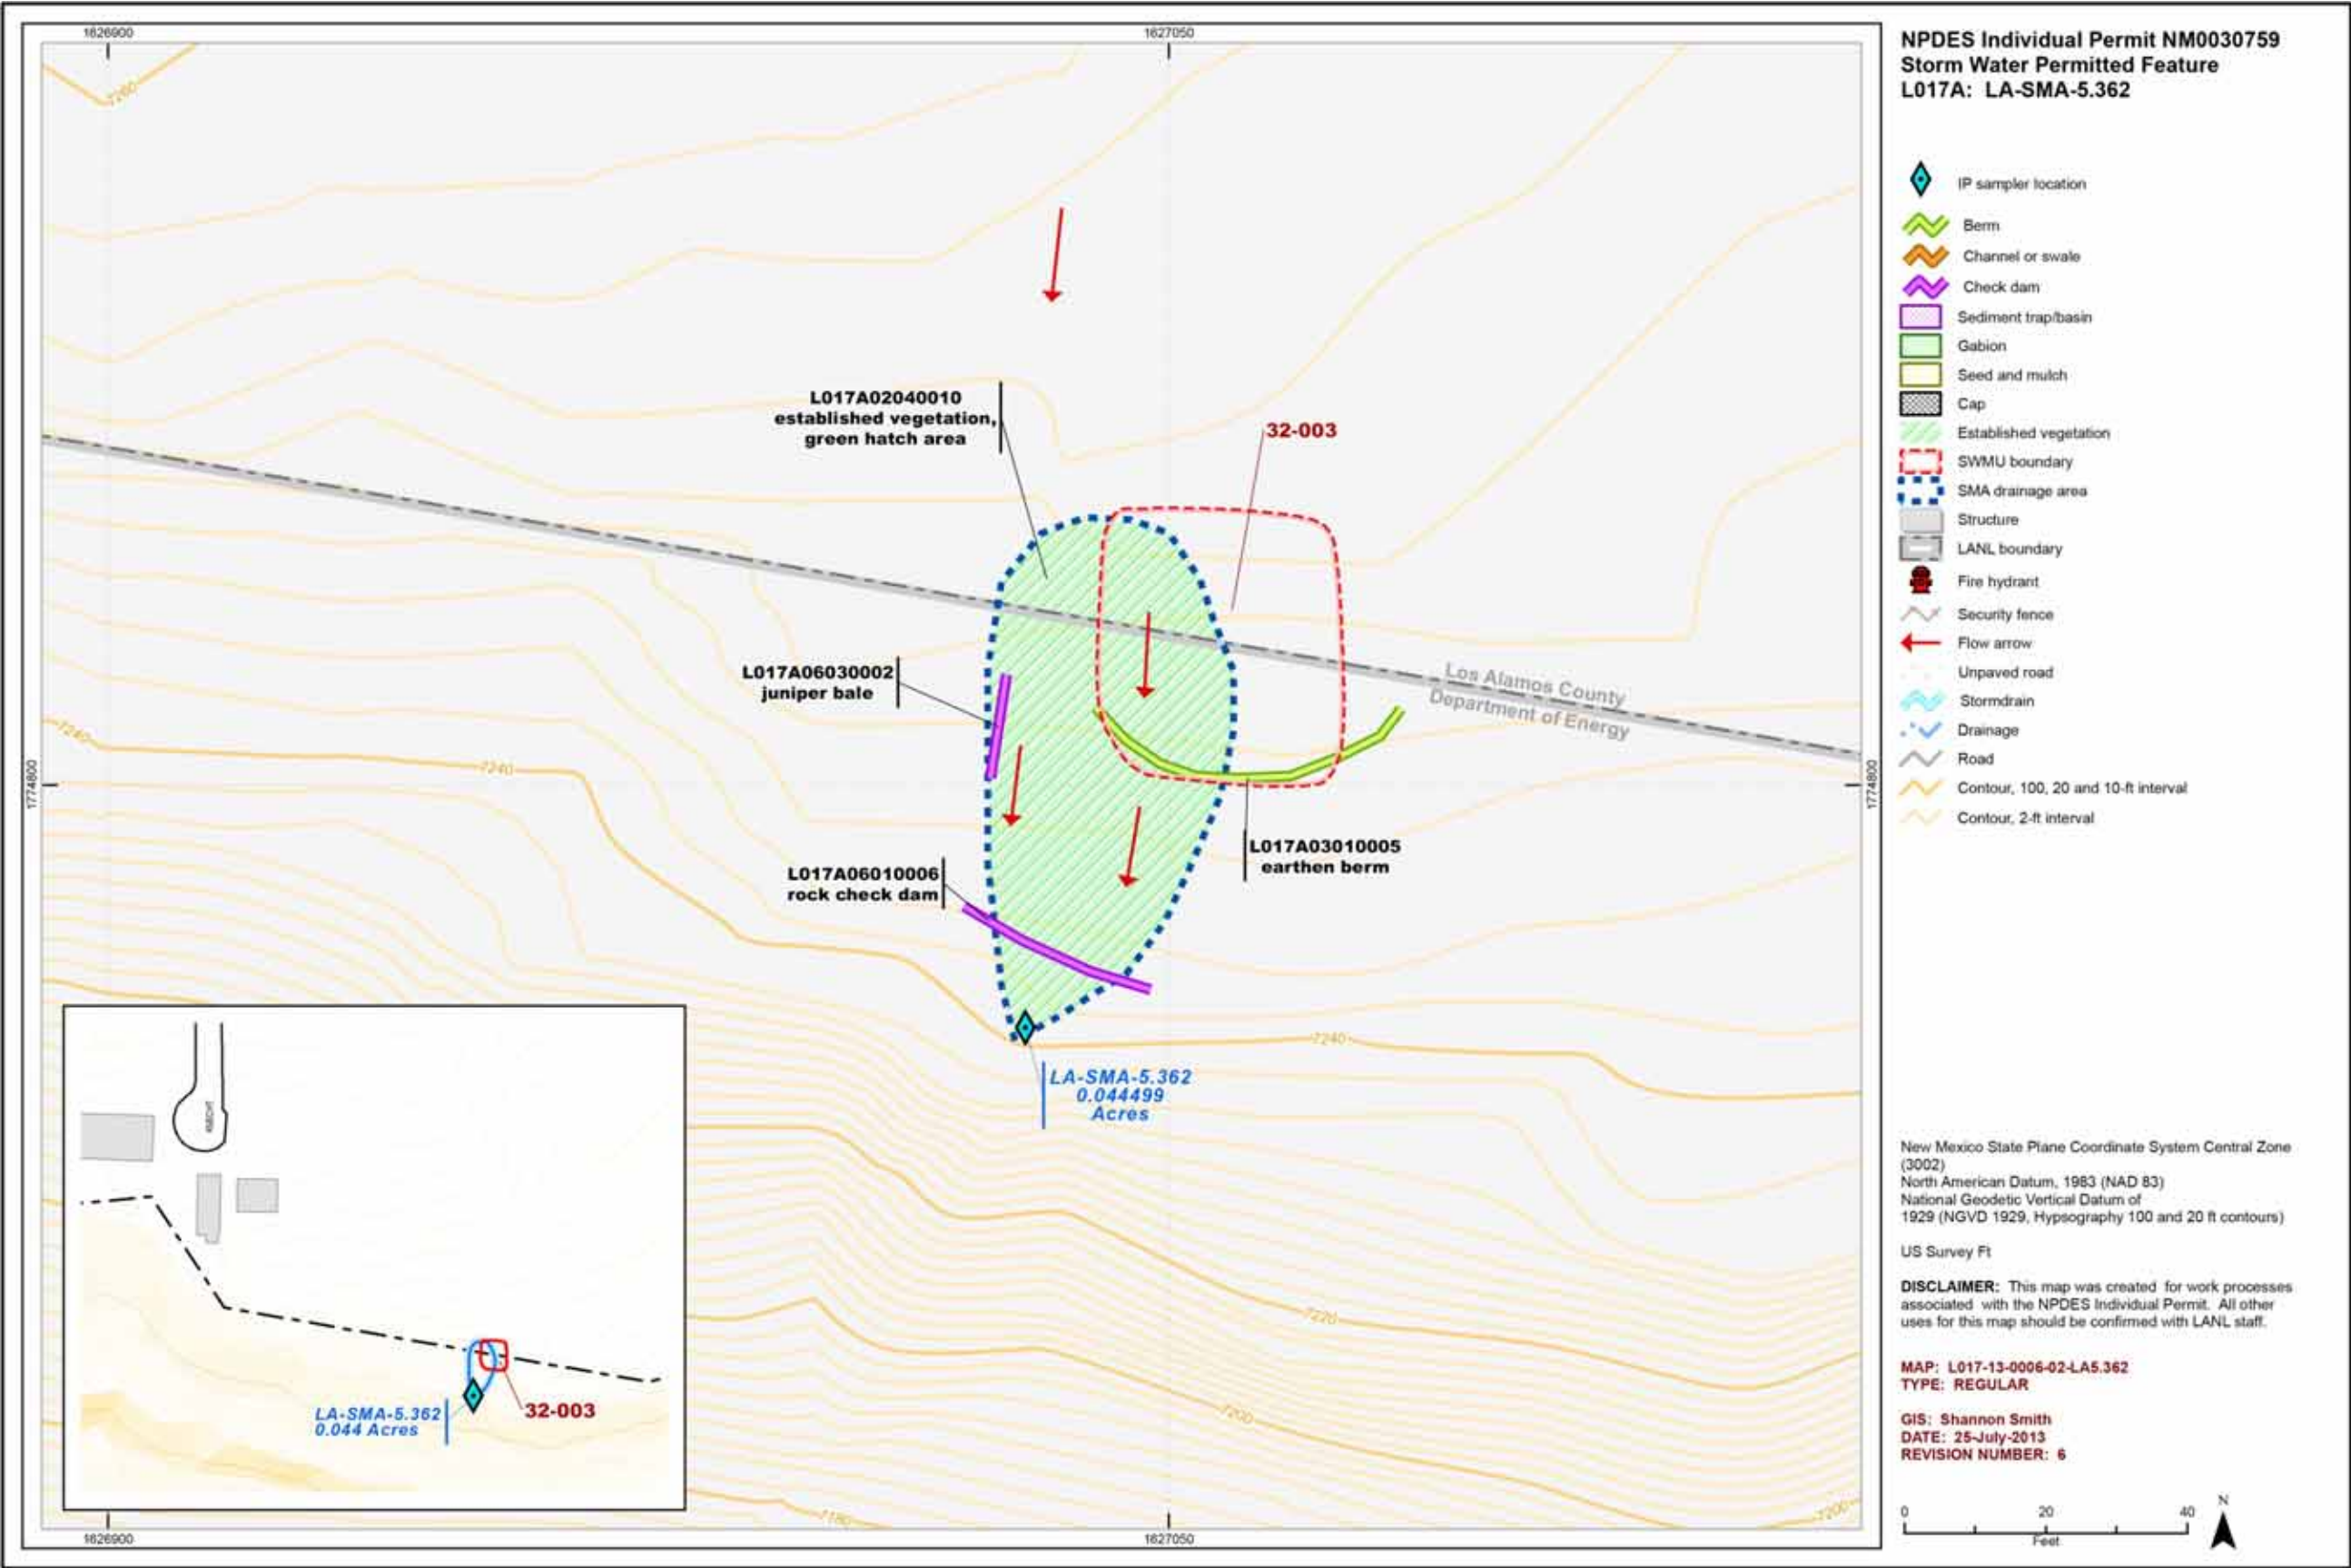 1626900
1627050
7260
L017A02040010
established vegetation,
green hatch area
32-003
L017A06030002
juniper bale
Los Alamos County
Department of Energy
7240
7240
1774800
1774800
L017A03010005
earthen berm
L017A06010006
rock check dam
7240
LA-SMA-5.362
0.044499
Acres
7220
7200
7180
7200
LA-SMA-5.362
0.044 Acres
32-003
1626900
1627050
NPDES Individual Permit NM0030759
Storm Water Permitted Feature
L017A: LA-SMA-5.362
IP sampler location
Berm
Channel or swale
Check dam
Sediment trap/basin
Gabion
Seed and mulch
Cap
Established vegetation
SWMU boundary
SMA drainage area
Structure
LANL boundary
Fire hydrant
Security fence
Flow arrow
Unpaved road
Stormdrain
Drainage
Road
Contour, 100, 20 and 10-ft interval
Contour, 2-ft interval
New Mexico State Plane Coordinate System Central Zone
(3002)
North American Datum, 1983 (NAD 83)
National Geodetic Vertical Datum of
1929 (NGVD 1929, Hypsography 100 and 20 ft contours)
US Survey Ft
DISCLAIMER: This map was created for work processes
associated with the NPDES Individual Permit. All other
uses for this map should be confirmed with LANL staff.
MAP: L017-13-0006-02-LA5.362
TYPE: REGULAR
GIS: Shannon Smith
DATE: 25-July-2013
REVISION NUMBER: 6
0 20 40
Feet
N